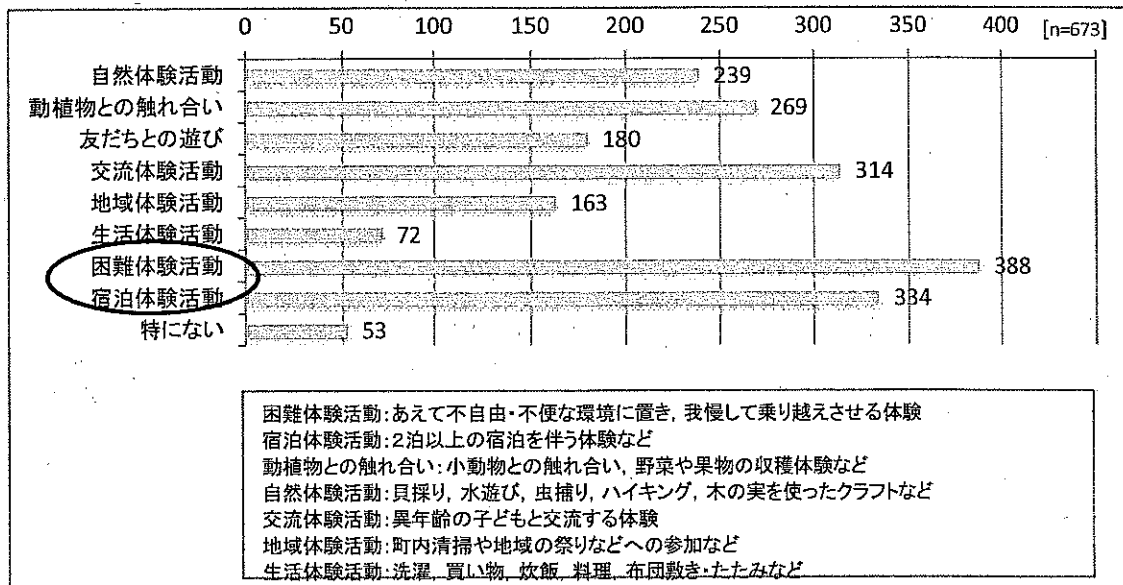 0 50 100 150 200 250 300 350 400 [n=673]
自然体験活動 239
動植物との触れ合い 269
友だちとの遊び 180
交流体験活動 314
地域体験活動 163
生活体験活動 72
困難体験活動 388
宿泊体験活動 334
特にない 53
困難体験活動:あえて不自由・不便な環境に置き, 我慢して乗り越えさせる体験
宿泊体験活動:2泊以上の宿泊を伴う体験など
動植物との触れ合い:小動物との触れ合い, 野菜や果物の収穫体験など
自然体験活動:貝採り, 水遊び, 虫捕り, ハイキング, 木の実を使ったクラフトなど
交流体験活動:異年齢の子どもと交流する体験
地域体験活動:町内清掃や地域の祭りなどへの参加など
生活体験活動:洗濯, 買い物, 炊飯, 料理, 布団敷き・たたみなど